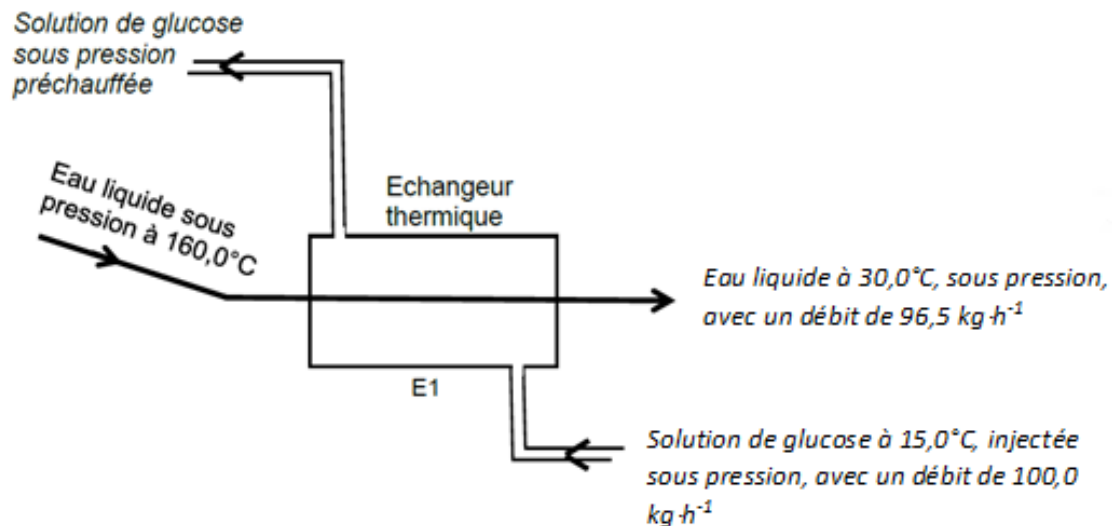 Solution de glucose
sous pression
préchauffée
Eau liquide sous
pression à 160,0°C
Echangeur
thermique
Eau liquide à 30,0°C, sous pression,
avec un débit de 96,5 kg·h⁻¹
E1
Solution de glucose à 15,0°C, injectée
sous pression, avec un débit de 100,0
kg·h⁻¹